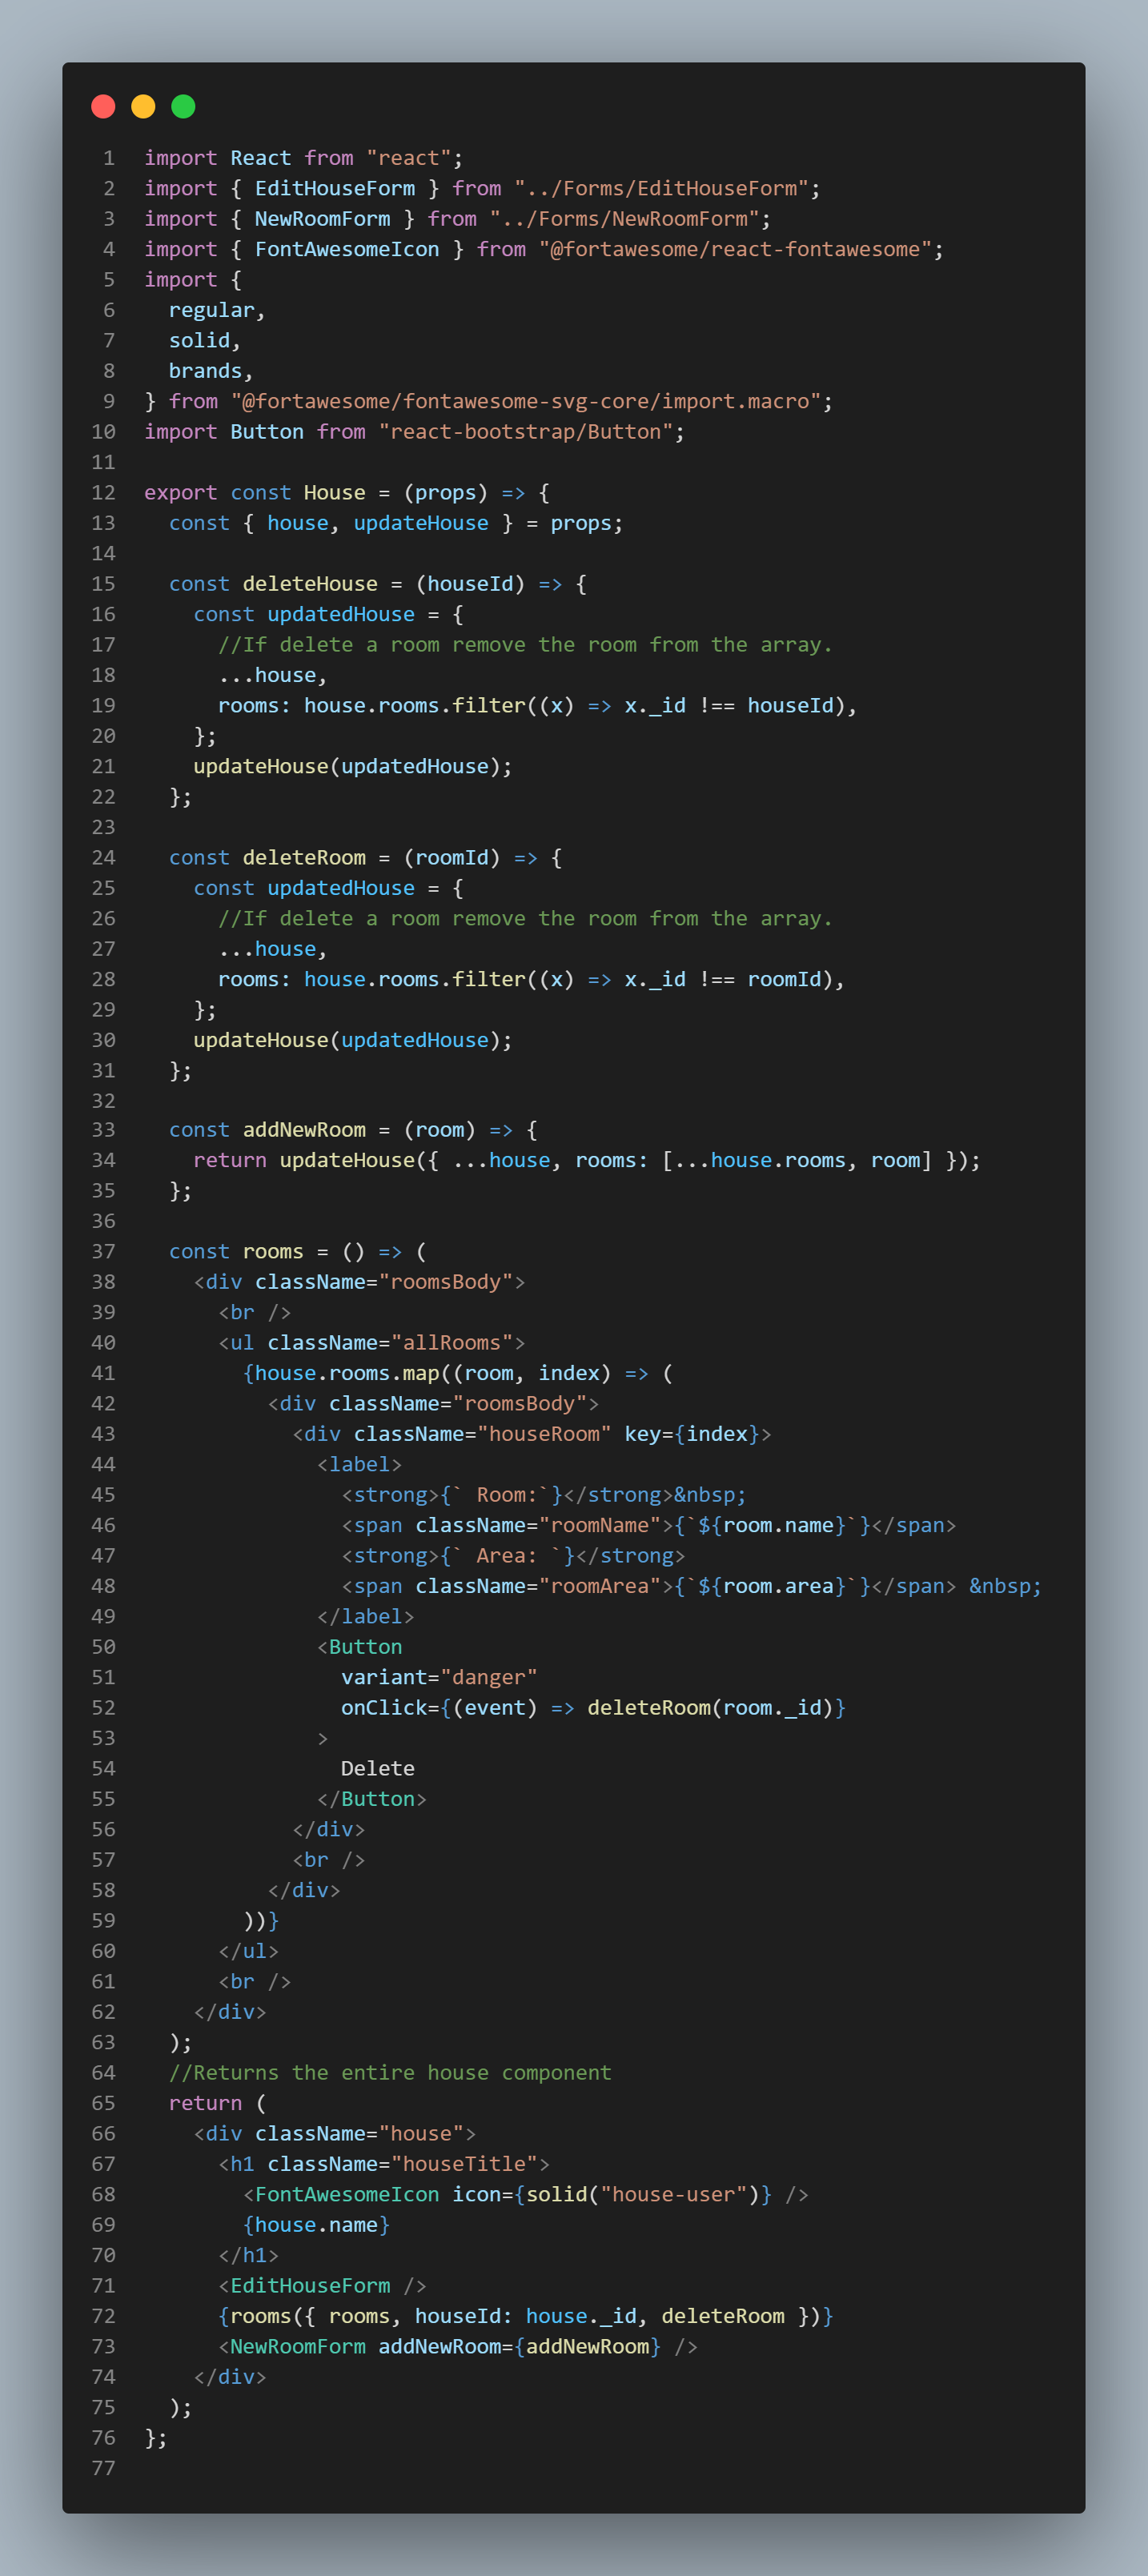 1 import React from "react";
2 import { EditHouseForm } from "../Forms/EditHouseForm";
3 import { NewRoomForm } from "../Forms/NewRoomForm";
4 import { FontAwesomeIcon } from "@fortawesome/react-fontawesome";
5 import {
6   regular,
7   solid,
8   brands,
9 } from "@fortawesome/fontawesome-svg-core/import.macro";
10 import Button from "react-bootstrap/Button";
11
12 export const House = (props) => {
13   const { house, updateHouse } = props;
14
15   const deleteHouse = (houseId) => {
16     const updatedHouse = {
17       //If delete a room remove the room from the array.
18       ...house,
19       rooms: house.rooms.filter((x) => x._id !== houseId),
20     };
21     updateHouse(updatedHouse);
22   };
23
24   const deleteRoom = (roomId) => {
25     const updatedHouse = {
26       //If delete a room remove the room from the array.
27       ...house,
28       rooms: house.rooms.filter((x) => x._id !== roomId),
29     };
30     updateHouse(updatedHouse);
31   };
32
33   const addNewRoom = (room) => {
34     return updateHouse({ ...house, rooms: [...house.rooms, room] });
35   };
36
37   const rooms = () => (
38     <div className="roomsBody">
39       <br />
40       <ul className="allRooms">
41         {house.rooms.map((room, index) => (
42           <div className="roomsBody">
43             <div className="houseRoom" key={index}>
44               <label>
45                 <strong>{` Room:`}</strong>&nbsp;
46                 <span className="roomName">{`${room.name}`}</span>
47                 <strong>{` Area: `}</strong>
48                 <span className="roomArea">{`${room.area}`}</span> &nbsp;
49               </label>
50               <Button
51                 variant="danger"
52                 onClick={(event) => deleteRoom(room._id)}
53               >
54                 Delete
55               </Button>
56             </div>
57             <br />
58           </div>
59         ))}
60       </ul>
61       <br />
62     </div>
63   );
64   //Returns the entire house component
65   return (
66     <div className="house">
67       <h1 className="houseTitle">
68         <FontAwesomeIcon icon={solid("house-user")} />
69         {house.name}
70       </h1>
71       <EditHouseForm />
72       {rooms({ rooms, houseId: house._id, deleteRoom })}
73       <NewRoomForm addNewRoom={addNewRoom} />
74     </div>
75   );
76 };
77